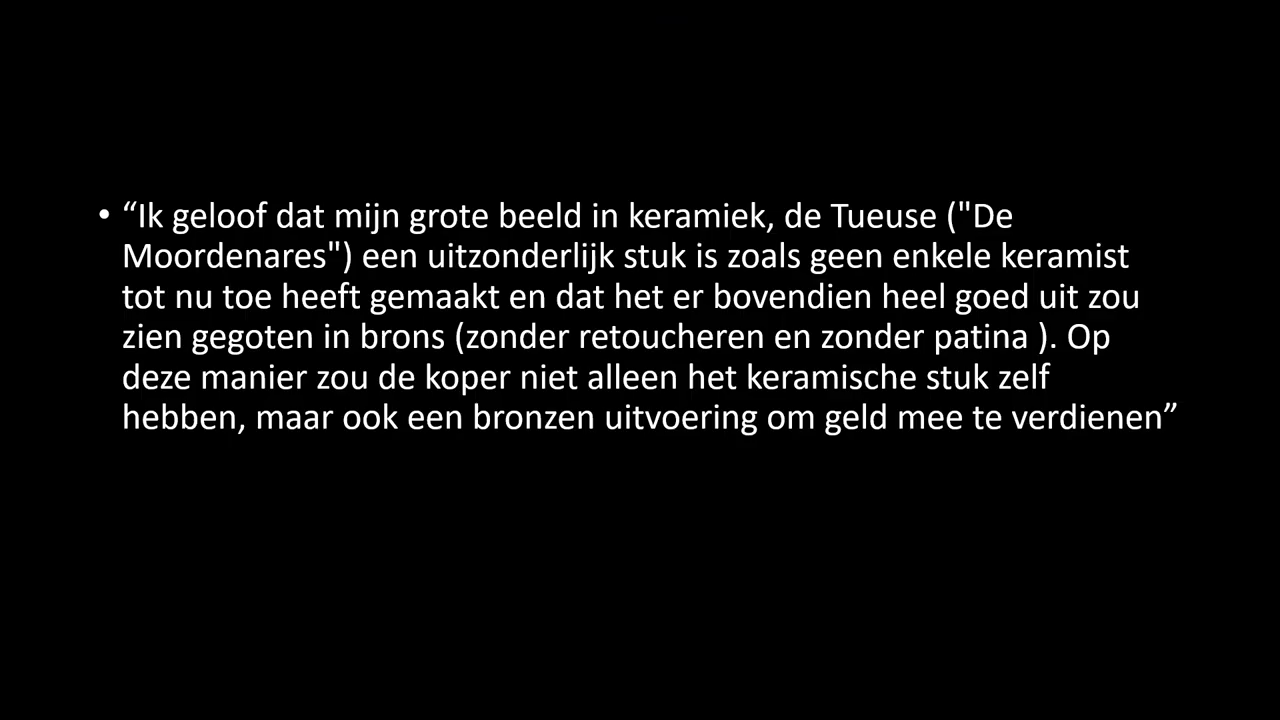 • “Ik geloof dat mijn grote beeld in keramiek, de Tueuse ("De
Moordenares") een uitzonderlijk stuk is zoals geen enkele keramist
tot nu toe heeft gemaakt en dat het er bovendien heel goed uit zou
zien gegoten in brons (zonder retoucheren en zonder patina ). Op
deze manier zou de koper niet alleen het keramische stuk zelf
hebben, maar ook een bronzen uitvoering om geld mee te verdienen”